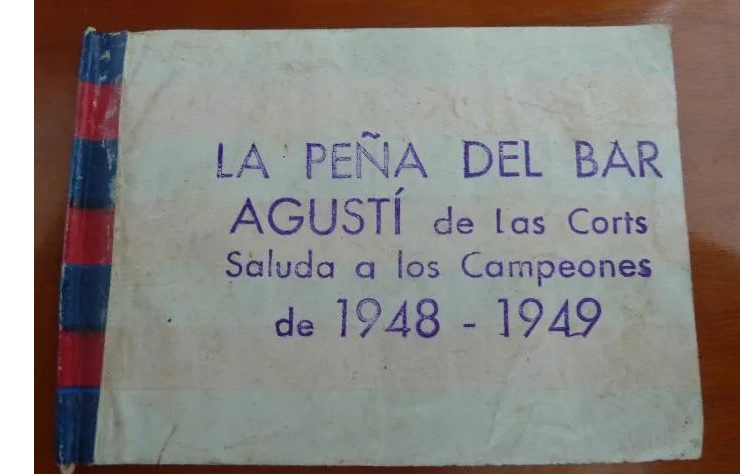 LA PEÑA DEL BAR
AGUSTÍ de Las Corts
Saluda a los Campeones
de 1948 - 1949